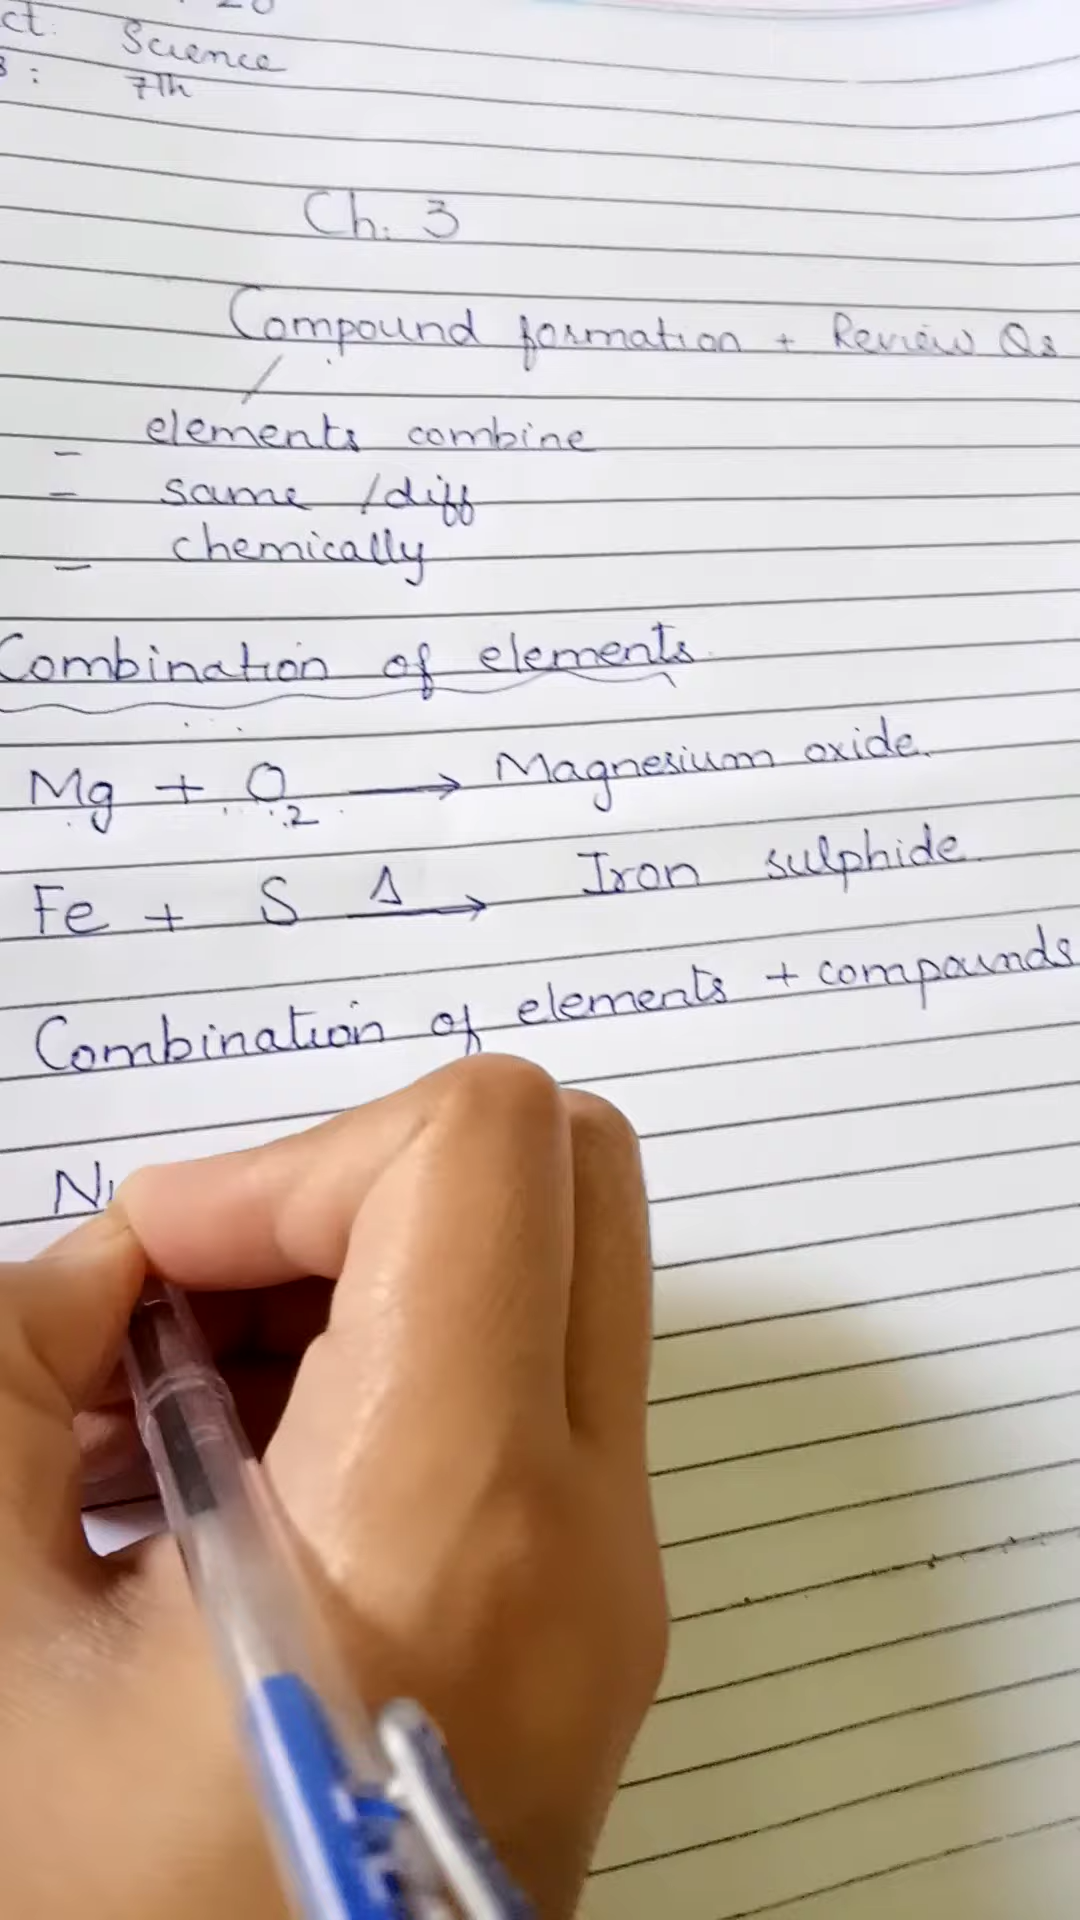 Science
7Th
Ch. 3
Compound formation + Review Qs
- elements combine
- same /diff
- chemically
Combination of elements
Mg + O2 → Magnesium oxide.
Fe + S Δ→ Iron sulphide.
Combination of elements + compounds